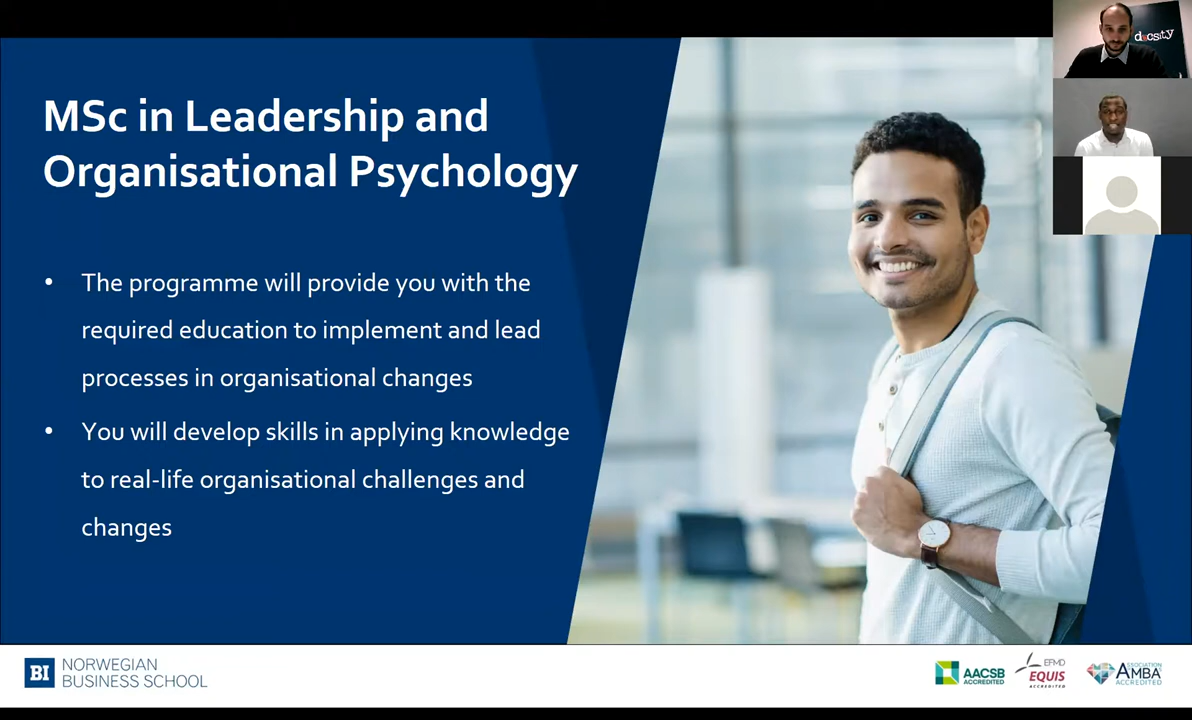 docsity
MSc in Leadership and
Organisational Psychology
• The programme will provide you with the
required education to implement and lead
processes in organisational changes
• You will develop skills in applying knowledge
to real-life organisational challenges and
changes
BI
NORWEGIAN
BUSINESS SCHOOL
AACSB
ACCREDITED
EFMD
EQUIS
ACCREDITED
ASSOCIATION
AMBA
ACCREDITED